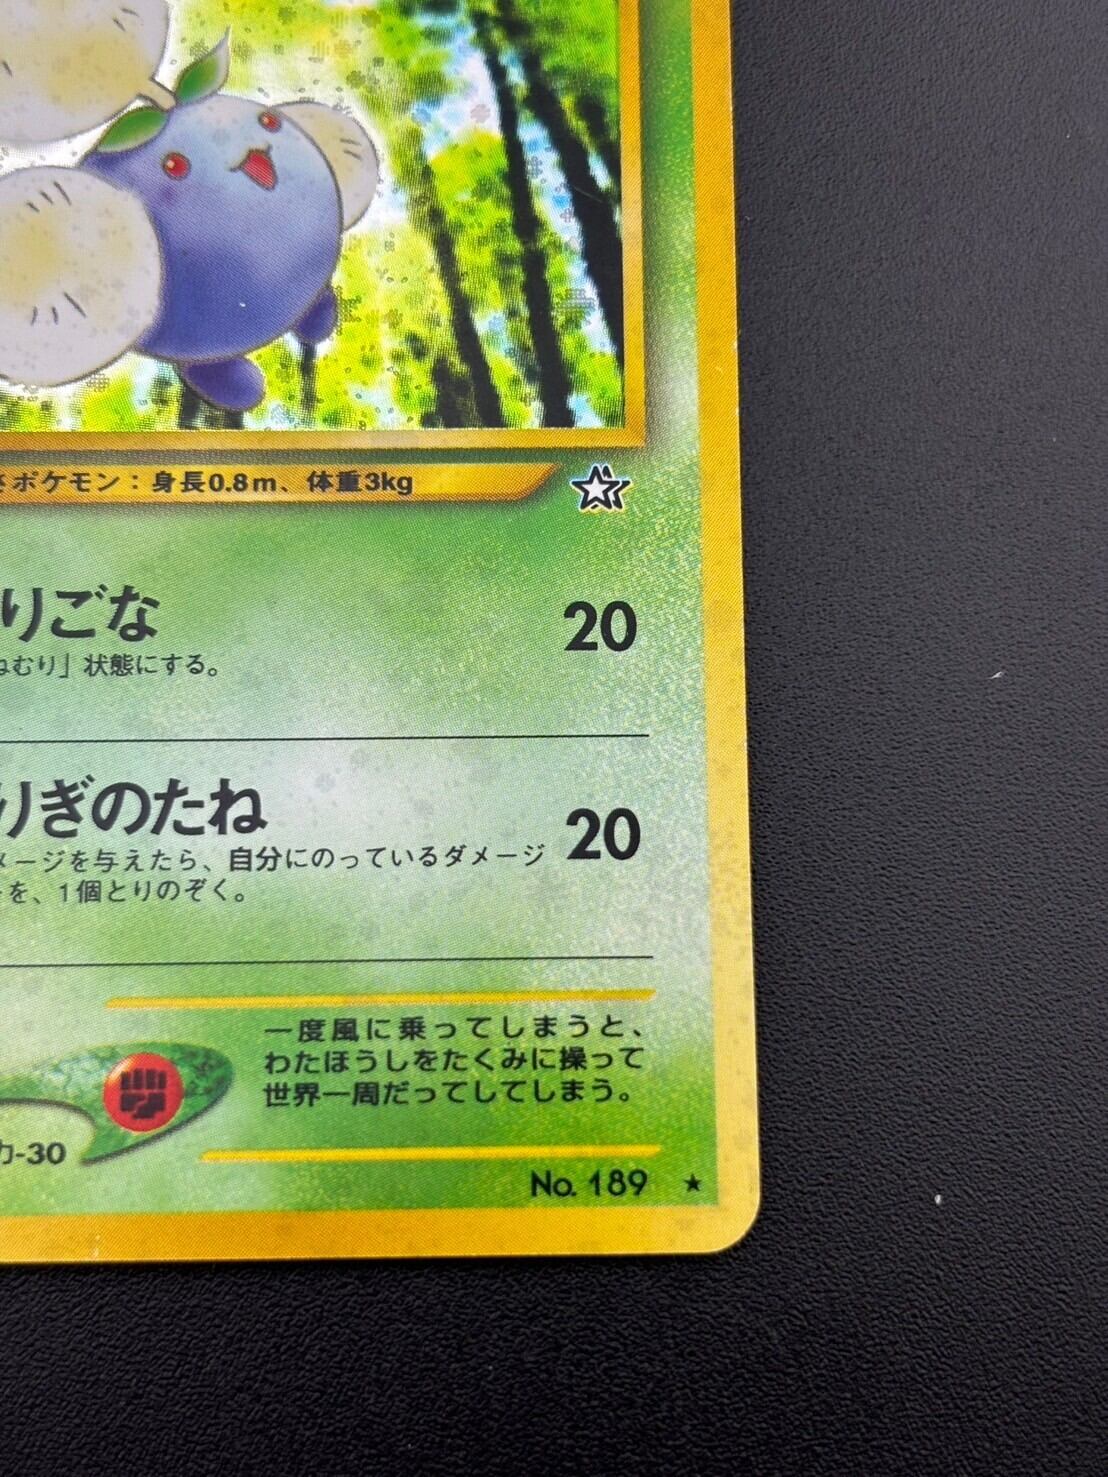 ポケモン：身長0.8m、体重3kg
りごな
20
ねむり」状態にする。
りぎのたね
20
メージを与えたら、自分にのっているダメージ
を、1個とりのぞく。
一度風に乗ってしまうと、
わたほうしをたくみに操って
世界一周だってしてしまう。
-30
No. 189 ★